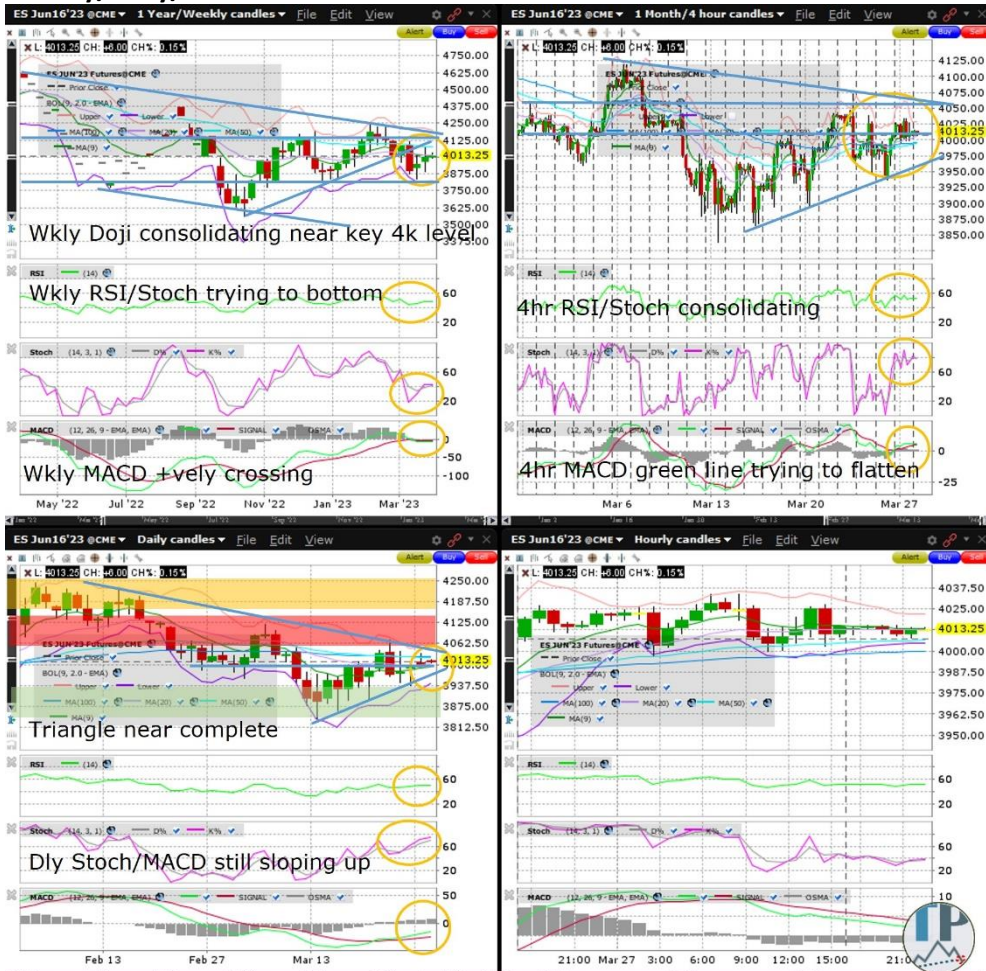 ES Jun16'23 @CME 1 Year/Weekly candles File Edit View
Alert Buy Sell
L: 4013.25 CH: +6.00 CH%: 0.15%
ES JUN'23 Futures@CME
Prior Close
BOL(9, 2.0 - EMA)
Upper Lower
MA(100) MA(20) MA(50)
MA(9)
4750.00
4625.00
4500.00
4375.00
4250.00
4125.00
4013.25
3875.00
3750.00
3625.00
3500.00
3375.00
Wkly Doji consolidating near key 4k level
RSI (14)
Wkly RSI/Stoch trying to bottom
60
20
Stoch (14, 3, 1) D% K%
60
20
MACD (12, 26, 9 - EMA, EMA) SIGNAL OSMA
0
-50
-100
Wkly MACD +vely crossing
May '22 Jul '22 Sep '22 Nov '22 Jan '23 Mar '23
ES Jun16'23 @CME 1 Month/4 hour candles File Edit View
Alert Buy Sell
L: 4013.25 CH: +6.00 CH%: 0.15%
ES JUN'23 Futures@CME
Prior Close
BOL(9, 2.0 - EMA)
Upper Lower
MA(100) MA(20) MA(50)
MA(9)
4125.00
4100.00
4075.00
4050.00
4025.00
4013.25
3975.00
3950.00
3925.00
3900.00
3875.00
3850.00
RSI (14)
60
20
4hr RSI/Stoch consolidating
Stoch (14, 3, 1) D% K%
60
20
MACD (12, 26, 9 - EMA, EMA) SIGNAL OSMA
0
-25
4hr MACD green line trying to flatten
Mar 6 Mar 13 Mar 20 Mar 27
ES Jun16'23 @CME Daily candles File Edit View
Alert Buy Sell
L: 4013.25 CH: +6.00 CH%: 0.15%
ES JUN'23 Futures@CME
Prior Close
BOL(9, 2.0 - EMA)
Upper Lower
MA(100) MA(20) MA(50)
MA(9)
4250.00
4187.50
4125.00
4062.50
4013.25
3937.50
3875.00
3812.50
Triangle near complete
RSI (14)
60
20
Stoch (14, 3, 1) D% K%
60
20
Dly Stoch/MACD still sloping up
MACD (12, 26, 9 - EMA, EMA) SIGNAL OSMA
50
0
Feb 13 Feb 27 Mar 13
ES Jun16'23 @CME Hourly candles File Edit View
Alert Buy Sell
L: 4013.25 CH: +6.00 CH%: 0.15%
ES JUN'23 Futures@CME
Prior Close
BOL(9, 2.0 - EMA)
Upper Lower
MA(100) MA(20) MA(50)
MA(9)
4037.50
4025.00
4013.25
4000.00
3987.50
3975.00
3962.50
3950.00
RSI (14)
60
20
Stoch (14, 3, 1) D% K%
60
20
MACD (12, 26, 9 - EMA, EMA) SIGNAL OSMA
10
21:00 Mar 27 3:00 6:00 9:00 12:00 15:00 21:0
TP